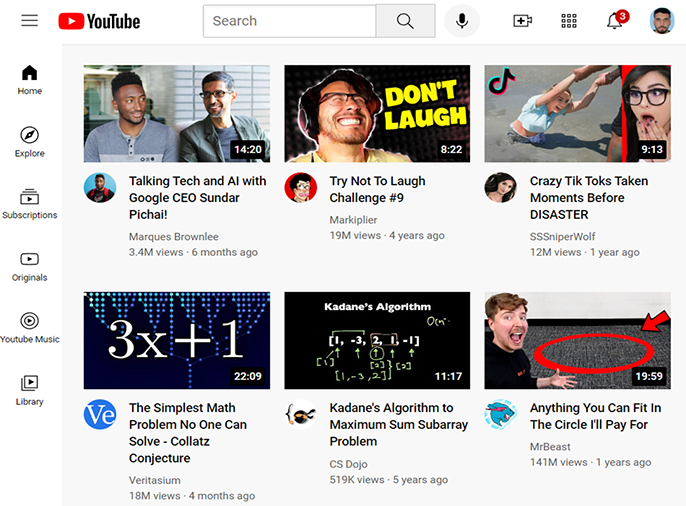 YouTube
Search
3
Home
Explore
Subscriptions
Originals
Youtube Music
Library
14:20
Talking Tech and AI with
Google CEO Sundar
Pichai!
Marques Brownlee
3.4M views · 6 months ago
DON'T
LAUGH
8:22
Try Not To Laugh
Challenge #9
Markiplier
19M views · 4 years ago
9:13
Crazy Tik Toks Taken
Moments Before
DISASTER
SSSniperWolf
12M views · 1 year ago
3x+1
22:09
Ve
The Simplest Math
Problem No One Can
Solve - Collatz
Conjecture
Veritasium
18M views · 4 months ago
Kadane's Algorithm
[1, -3, 2, 1, -1]
[1]
[2]
[1, -3, 2]
11:17
Kadane's Algorithm to
Maximum Sum Subarray
Problem
CS Dojo
519K views · 5 years ago
19:59
Anything You Can Fit In
The Circle I'll Pay For
MrBeast
141M views · 1 years ago